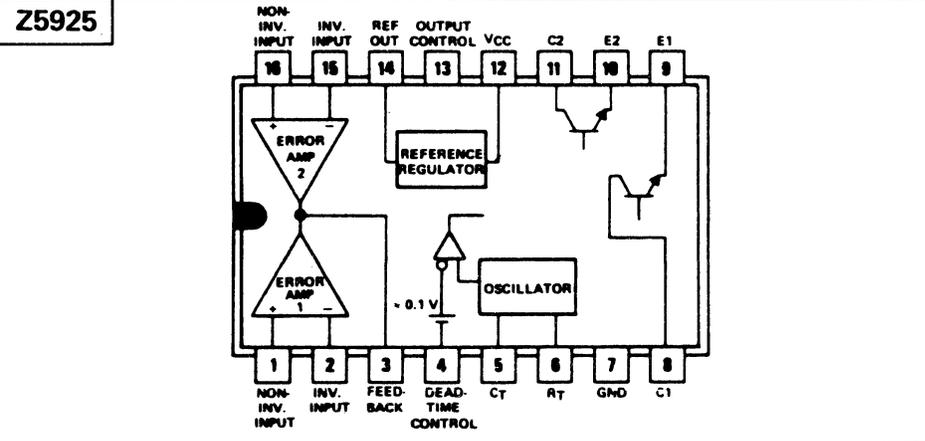 Z5925
NON-
INV.
INPUT
INV.
INPUT
REF
OUT
OUTPUT
CONTROL
VCC
C2
E2
E1
16
15
14
13
12
11
10
9
+
−
ERROR
AMP
2
REFERENCE
REGULATOR
ERROR
AMP
1
+
−
≈ 0.1 V
OSCILLATOR
1
2
3
4
5
6
7
8
NON-
INV.
INPUT
INV.
INPUT
FEED-
BACK
DEAD-
TIME
CONTROL
CT
RT
GND
C1